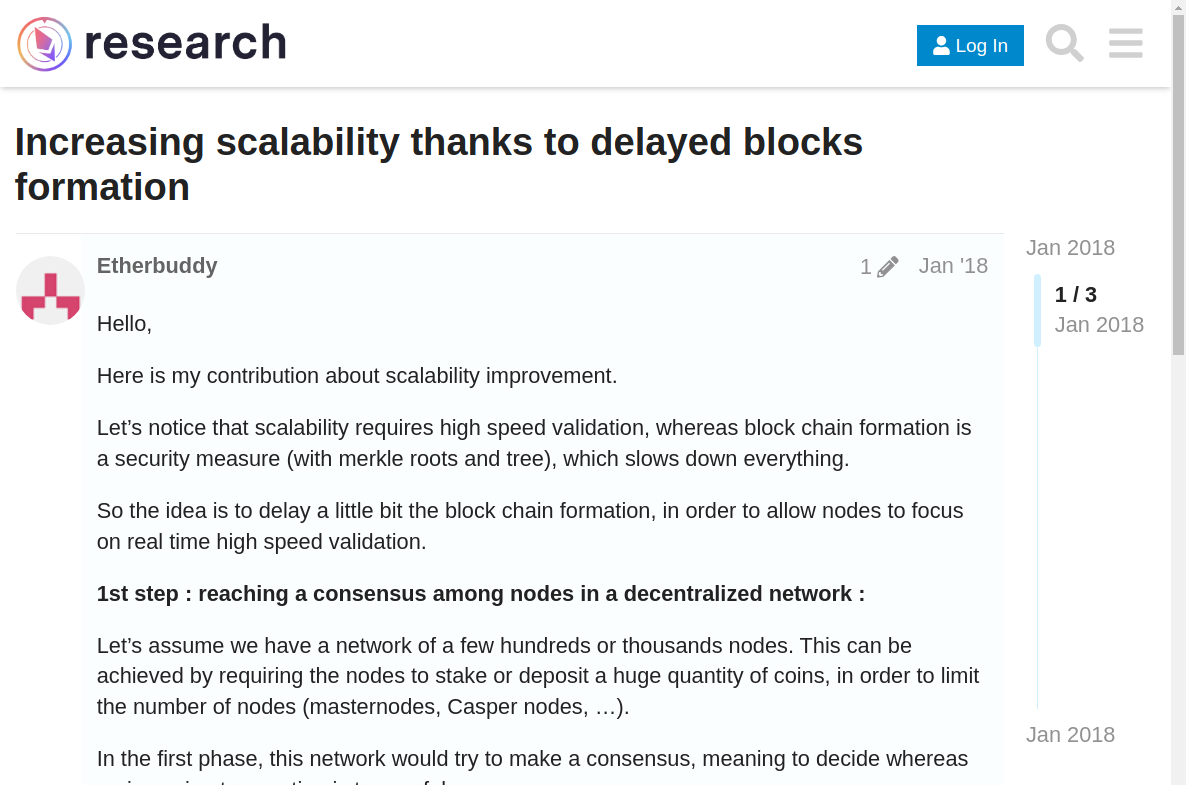 research
Log In
Increasing scalability thanks to delayed blocks
formation
Etherbuddy
1
Jan '18
Jan 2018
1 / 3
Jan 2018
Hello,
Here is my contribution about scalability improvement.
Let’s notice that scalability requires high speed validation, whereas block chain formation is
a security measure (with merkle roots and tree), which slows down everything.
So the idea is to delay a little bit the block chain formation, in order to allow nodes to focus
on real time high speed validation.
1st step : reaching a consensus among nodes in a decentralized network :
Let’s assume we have a network of a few hundreds or thousands nodes. This can be
achieved by requiring the nodes to stake or deposit a huge quantity of coins, in order to limit
the number of nodes (masternodes, Casper nodes, …).
Jan 2018
In the first phase, this network would try to make a consensus, meaning to decide whereas